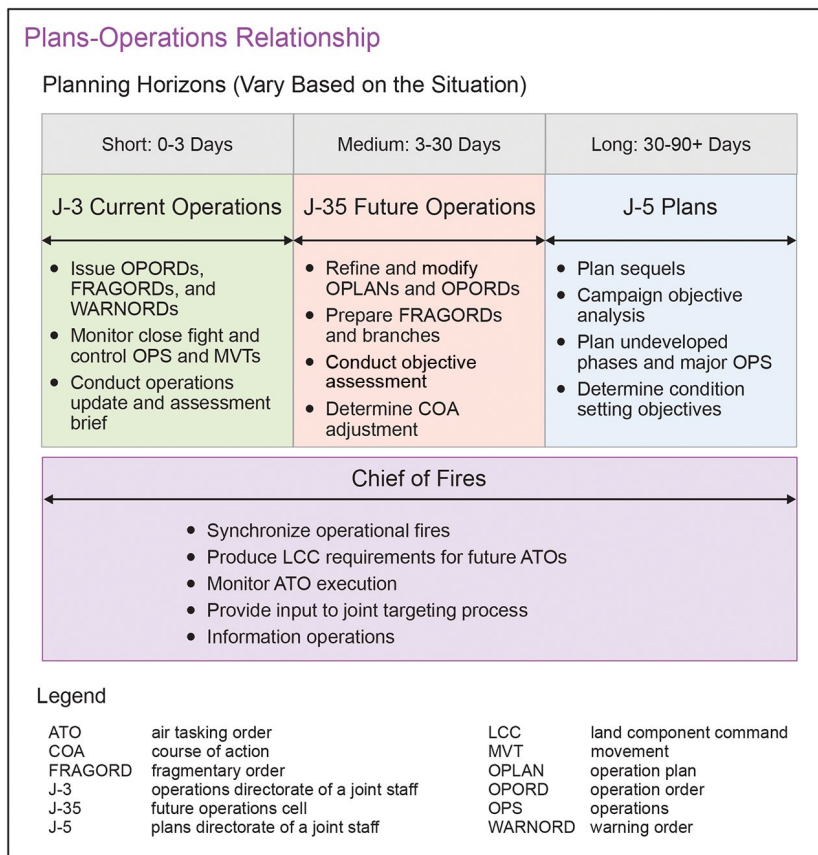 Plans-Operations Relationship
Planning Horizons (Vary Based on the Situation)
Short: 0-3 Days
Medium: 3-30 Days
Long: 30-90+ Days
J-3 Current Operations
• Issue OPORDs,
FRAGORDs, and
WARNORDs
• Monitor close fight and
control OPS and MVTs
• Conduct operations
update and assessment
brief
J-35 Future Operations
• Refine and modify
OPLANs and OPORDs
• Prepare FRAGORDs
and branches
• Conduct objective
assessment
• Determine COA
adjustment
J-5 Plans
• Plan sequels
• Campaign objective
analysis
• Plan undeveloped
phases and major OPS
• Determine condition
setting objectives
Chief of Fires
• Synchronize operational fires
• Produce LCC requirements for future ATOs
• Monitor ATO execution
• Provide input to joint targeting process
• Information operations
Legend
ATO air tasking order
COA course of action
FRAGORD fragmentary order
J-3 operations directorate of a joint staff
J-35 future operations cell
J-5 plans directorate of a joint staff
LCC land component command
MVT movement
OPLAN operation plan
OPORD operation order
OPS operations
WARNORD warning order